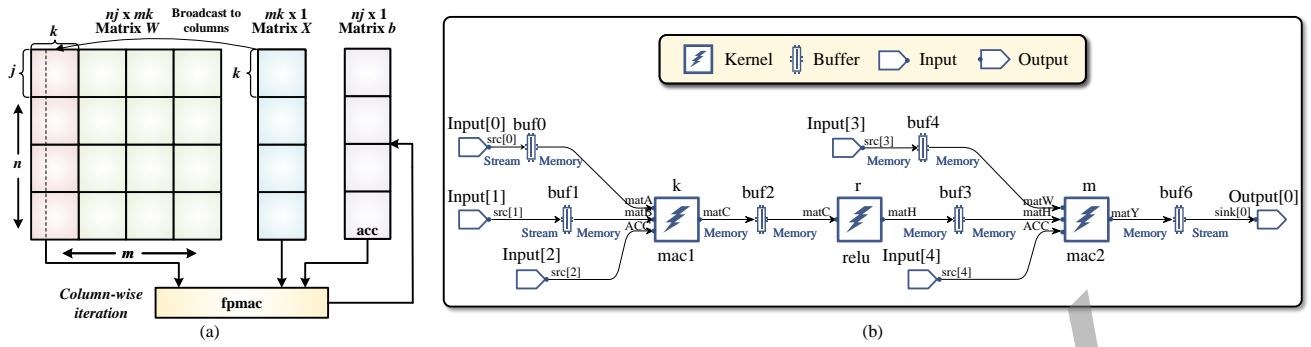 nj x mk
Matrix W
Broadcast to
columns
mk x 1
Matrix X
nj x 1
Matrix b
k
j
k
n
m
acc
Column-wise
iteration
fpmac
(a)
Kernel
Buffer
Input
Output
Input[0]
buf0
src[0]
Stream
Memory
Input[1]
buf1
src[1]
Stream
Memory
Input[2]
src[2]
matA
matB
ACC
k
mac1
matC
buf2
Memory
Memory
matC
r
relu
matH
buf3
Memory
Memory
Input[3]
buf4
src[3]
Memory
Memory
Input[4]
src[4]
matW
matH
ACC
m
mac2
matY
buf6
Memory
Stream
Output[0]
sink[0]
(b)